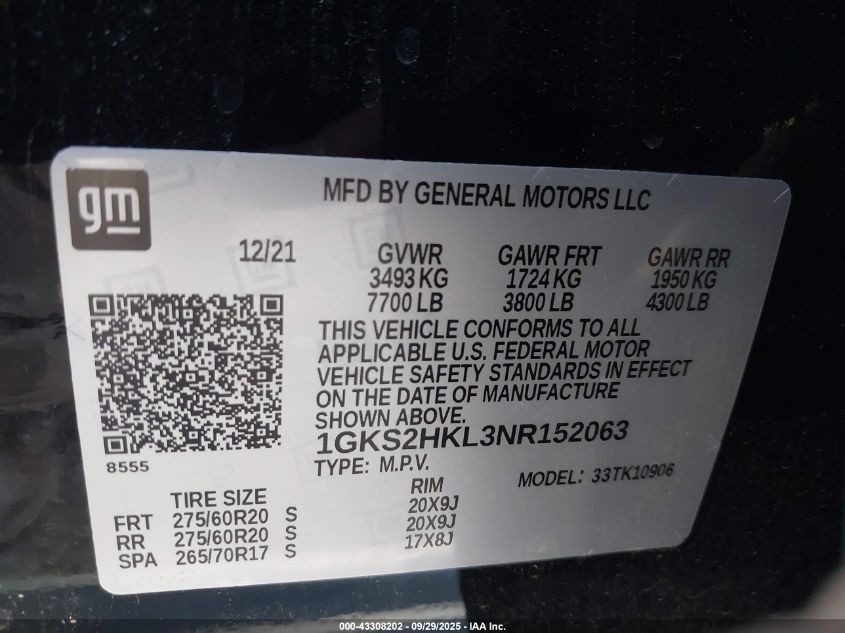 gm
MFD BY GENERAL MOTORS LLC
12/21 GVWR GAWR FRT GAWR RR
3493 KG 1724 KG 1950 KG
7700 LB 3800 LB 4300 LB
THIS VEHICLE CONFORMS TO ALL
APPLICABLE U.S. FEDERAL MOTOR
VEHICLE SAFETY STANDARDS IN EFFECT
ON THE DATE OF MANUFACTURE
SHOWN ABOVE.
1GKS2HKL3NR152063
8555
TYPE: M.P.V. MODEL: 33TK10906
TIRE SIZE RIM
FRT 275/60R20 S 20X9J
RR 275/60R20 S 20X9J
SPA 265/70R17 S 17X8J
000-43308202 - 09/29/2025 - IAA Inc.